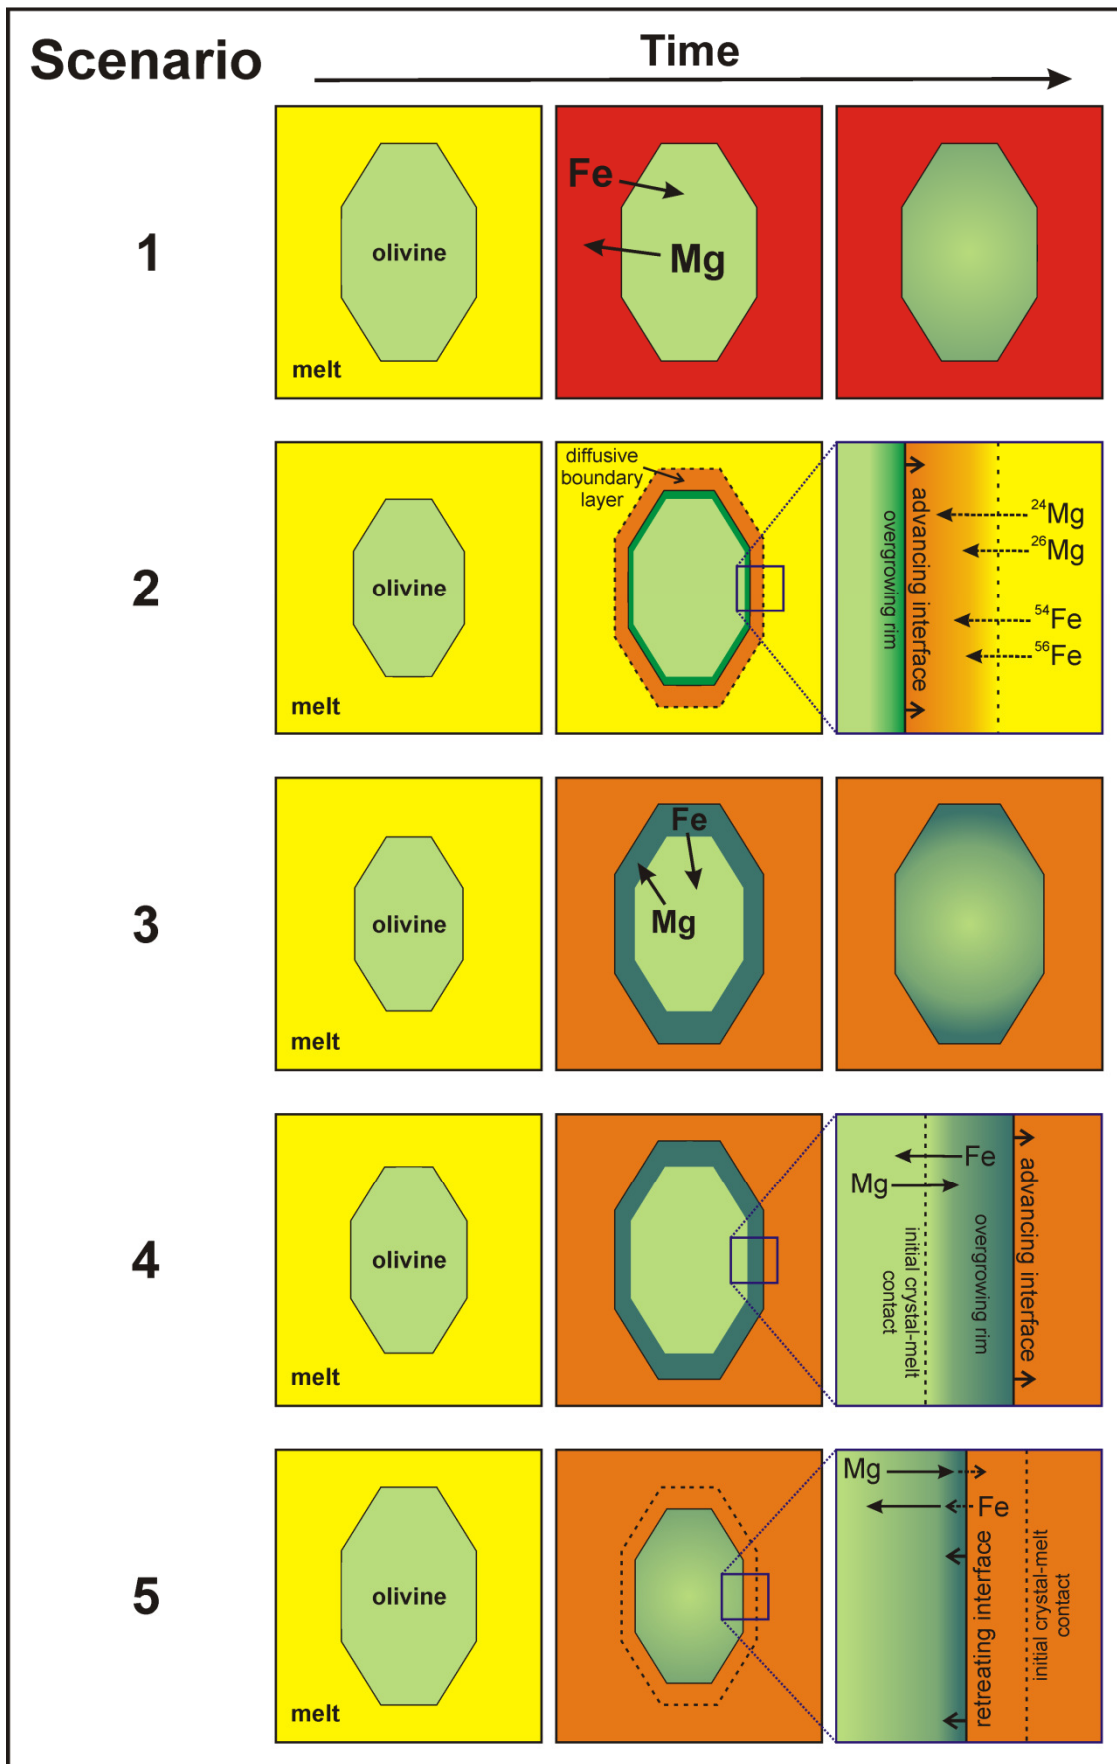 Scenario
Time
1
olivine
melt
Fe
Mg
2
olivine
melt
diffusive
boundary
layer
overgrowing rim
advancing interface
²⁴Mg
²⁶Mg
⁵⁴Fe
⁵⁶Fe
3
olivine
melt
Fe
Mg
4
olivine
melt
Fe
Mg
initial crystal-melt
contact
overgrowing rim
advancing interface
5
olivine
melt
Mg
Fe
retreating interface
initial crystal-melt
contact